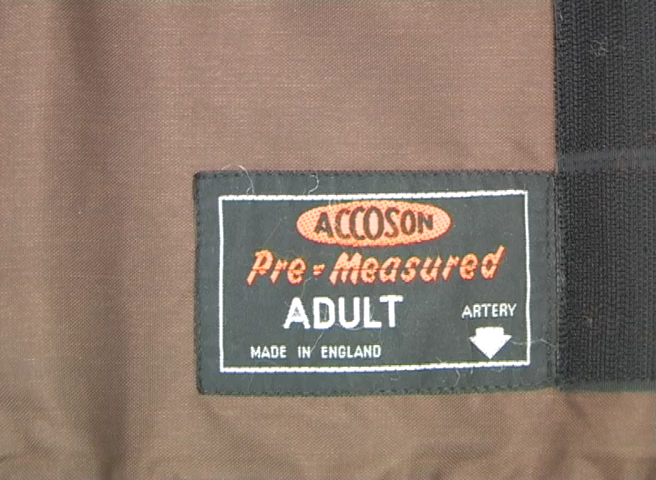 ACCOSON
Pre-Measured
ADULT
ARTERY
MADE IN ENGLAND